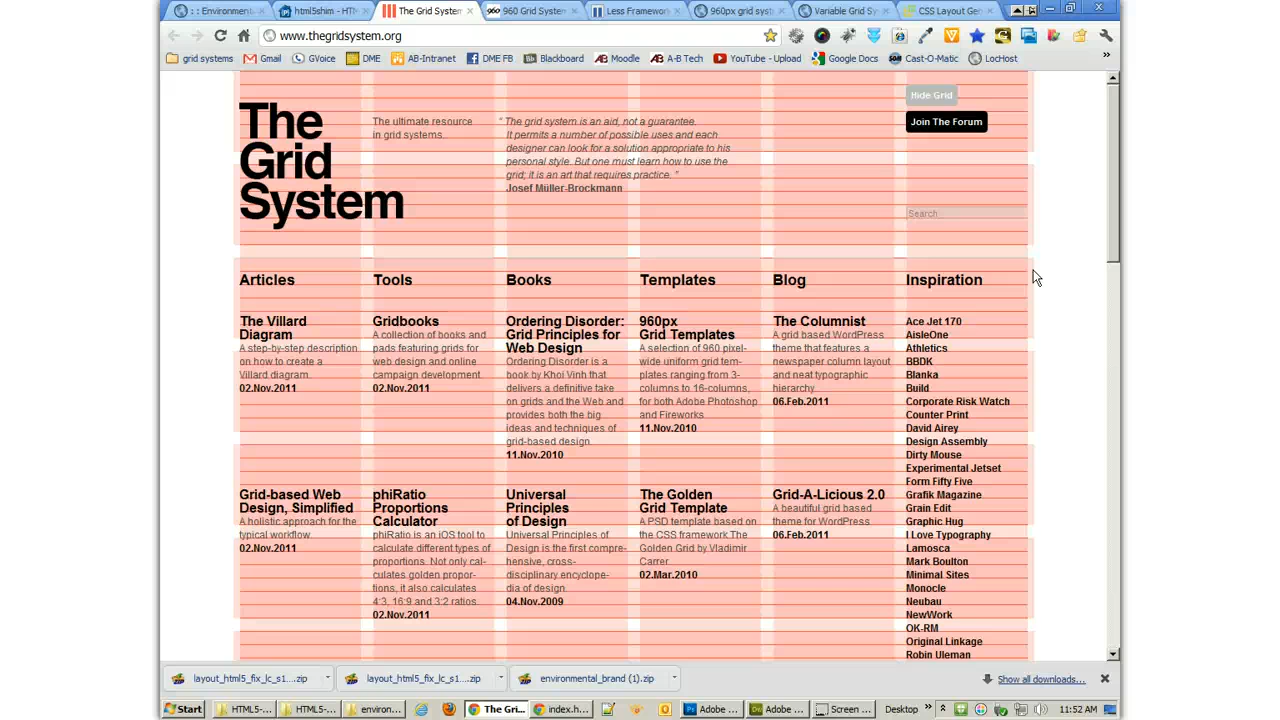 : : Environment
html5shim - HTM
The Grid System
960 Grid System
Less Framewor
960px grid syst
Variable Grid Sy
CSS Layout Gen
www.thegridsystem.org
grid systems
Gmail
GVoice
DME
AB-Intranet
DME FB
Blackboard
Moodle
A-B Tech
YouTube - Upload
Google Docs
Cast-O-Matic
LocHost
Hide Grid
Join The Forum
The
Grid
System
The ultimate resource
in grid systems.
“ The grid system is an aid, not a guarantee.
It permits a number of possible uses and each
designer can look for a solution appropriate to his
personal style. But one must learn how to use the
grid; it is an art that requires practice. ”
Josef Müller-Brockmann
Search
Articles
Tools
Books
Templates
Blog
Inspiration
The Villard
Diagram
A step-by-step description
on how to create a
Villard diagram.
02.Nov.2011
Gridbooks
A collection of books and
pads featuring grids for
web design and online
campaign development.
02.Nov.2011
Ordering Disorder:
Grid Principles for
Web Design
Ordering Disorder is a
book by Khoi Vinh that
delivers a definitive take
on grids and the Web and
provides both the big
ideas and techniques of
grid-based design.
11.Nov.2010
960px
Grid Templates
A selection of 960 pixel-
wide uniform grid tem-
plates ranging from 3-
columns to 16-columns,
for both Adobe Photoshop
and Fireworks.
11.Nov.2010
The Columnist
A grid based WordPress
theme that features a
newspaper column layout
and neat typographic
hierarchy.
06.Feb.2011
Ace Jet 170
AisleOne
Athletics
BBDK
Blanka
Build
Corporate Risk Watch
Counter Print
David Airey
Design Assembly
Dirty Mouse
Experimental Jetset
Form Fifty Five
Grafik Magazine
Grain Edit
Graphic Hug
I Love Typography
Lamosca
Mark Boulton
Minimal Sites
Monocle
Neubau
NewWork
OK-RM
Original Linkage
Robin Uleman
Grid-based Web
Design, Simplified
A holistic approach for the
typical workflow.
02.Nov.2011
phiRatio
Proportions
Calculator
phiRatio is an iOS tool to
calculate different types of
proportions. Not only cal-
culates golden propor-
tions, it also calculates
4:3, 16:9 and 3:2 ratios.
02.Nov.2011
Universal
Principles
of Design
Universal Principles of
Design is the first compre-
hensive, cross-
disciplinary encyclope-
dia of design.
04.Nov.2009
The Golden
Grid Template
A PSD template based on
the CSS framework The
Golden Grid by Vladimir
Carrer
02.Mar.2010
Grid-A-Licious 2.0
A beautiful grid based
theme for WordPress
06.Feb.2011
layout_html5_fix_lc_s1....zip
layout_html5_fix_lc_s1....zip
environmental_brand (1).zip
Show all downloads...
Start
HTML5-...
HTML5-...
environ...
The Gri...
index.h...
Adobe ...
Adobe ...
Screen ...
Desktop
11:52 AM